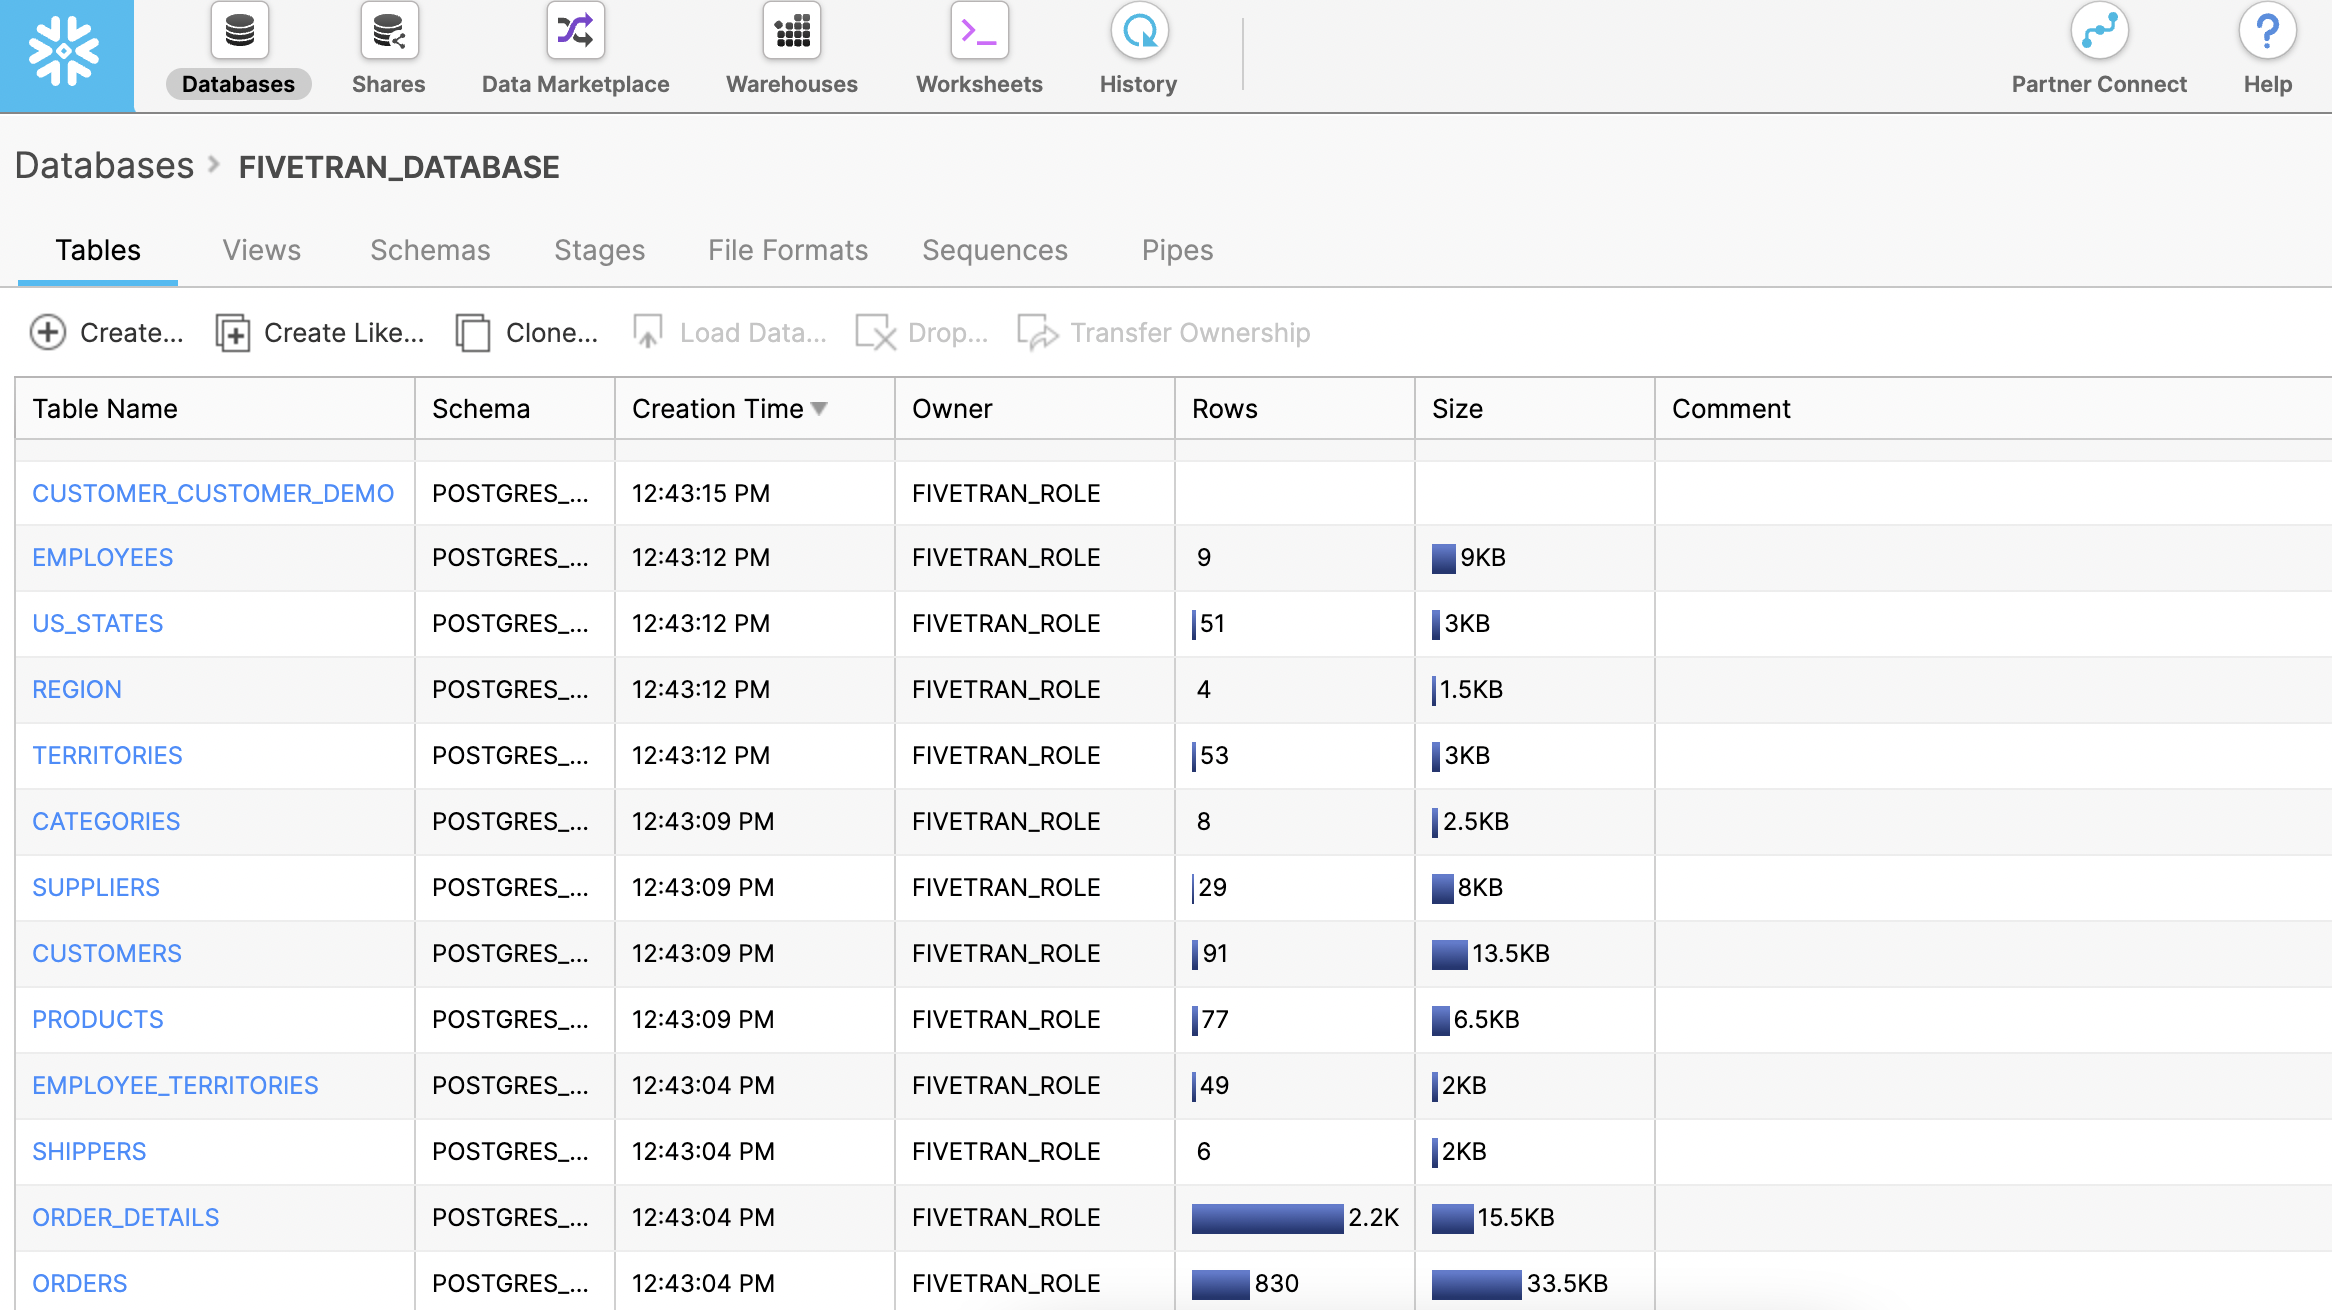 Databases Shares Data Marketplace Warehouses Worksheets History Partner Connect Help
Databases > FIVETRAN_DATABASE
Tables Views Schemas Stages File Formats Sequences Pipes
Create... Create Like... Clone... Load Data... Drop... Transfer Ownership
Table Name Schema Creation Time Owner Rows Size Comment
CUSTOMER_CUSTOMER_DEMO POSTGRES_... 12:43:15 PM FIVETRAN_ROLE
EMPLOYEES POSTGRES_... 12:43:12 PM FIVETRAN_ROLE 9 9KB
US_STATES POSTGRES_... 12:43:12 PM FIVETRAN_ROLE 51 3KB
REGION POSTGRES_... 12:43:12 PM FIVETRAN_ROLE 4 1.5KB
TERRITORIES POSTGRES_... 12:43:12 PM FIVETRAN_ROLE 53 3KB
CATEGORIES POSTGRES_... 12:43:09 PM FIVETRAN_ROLE 8 2.5KB
SUPPLIERS POSTGRES_... 12:43:09 PM FIVETRAN_ROLE 29 8KB
CUSTOMERS POSTGRES_... 12:43:09 PM FIVETRAN_ROLE 91 13.5KB
PRODUCTS POSTGRES_... 12:43:09 PM FIVETRAN_ROLE 77 6.5KB
EMPLOYEE_TERRITORIES POSTGRES_... 12:43:04 PM FIVETRAN_ROLE 49 2KB
SHIPPERS POSTGRES_... 12:43:04 PM FIVETRAN_ROLE 6 2KB
ORDER_DETAILS POSTGRES_... 12:43:04 PM FIVETRAN_ROLE 2.2K 15.5KB
ORDERS POSTGRES_... 12:43:04 PM FIVETRAN_ROLE 830 33.5KB